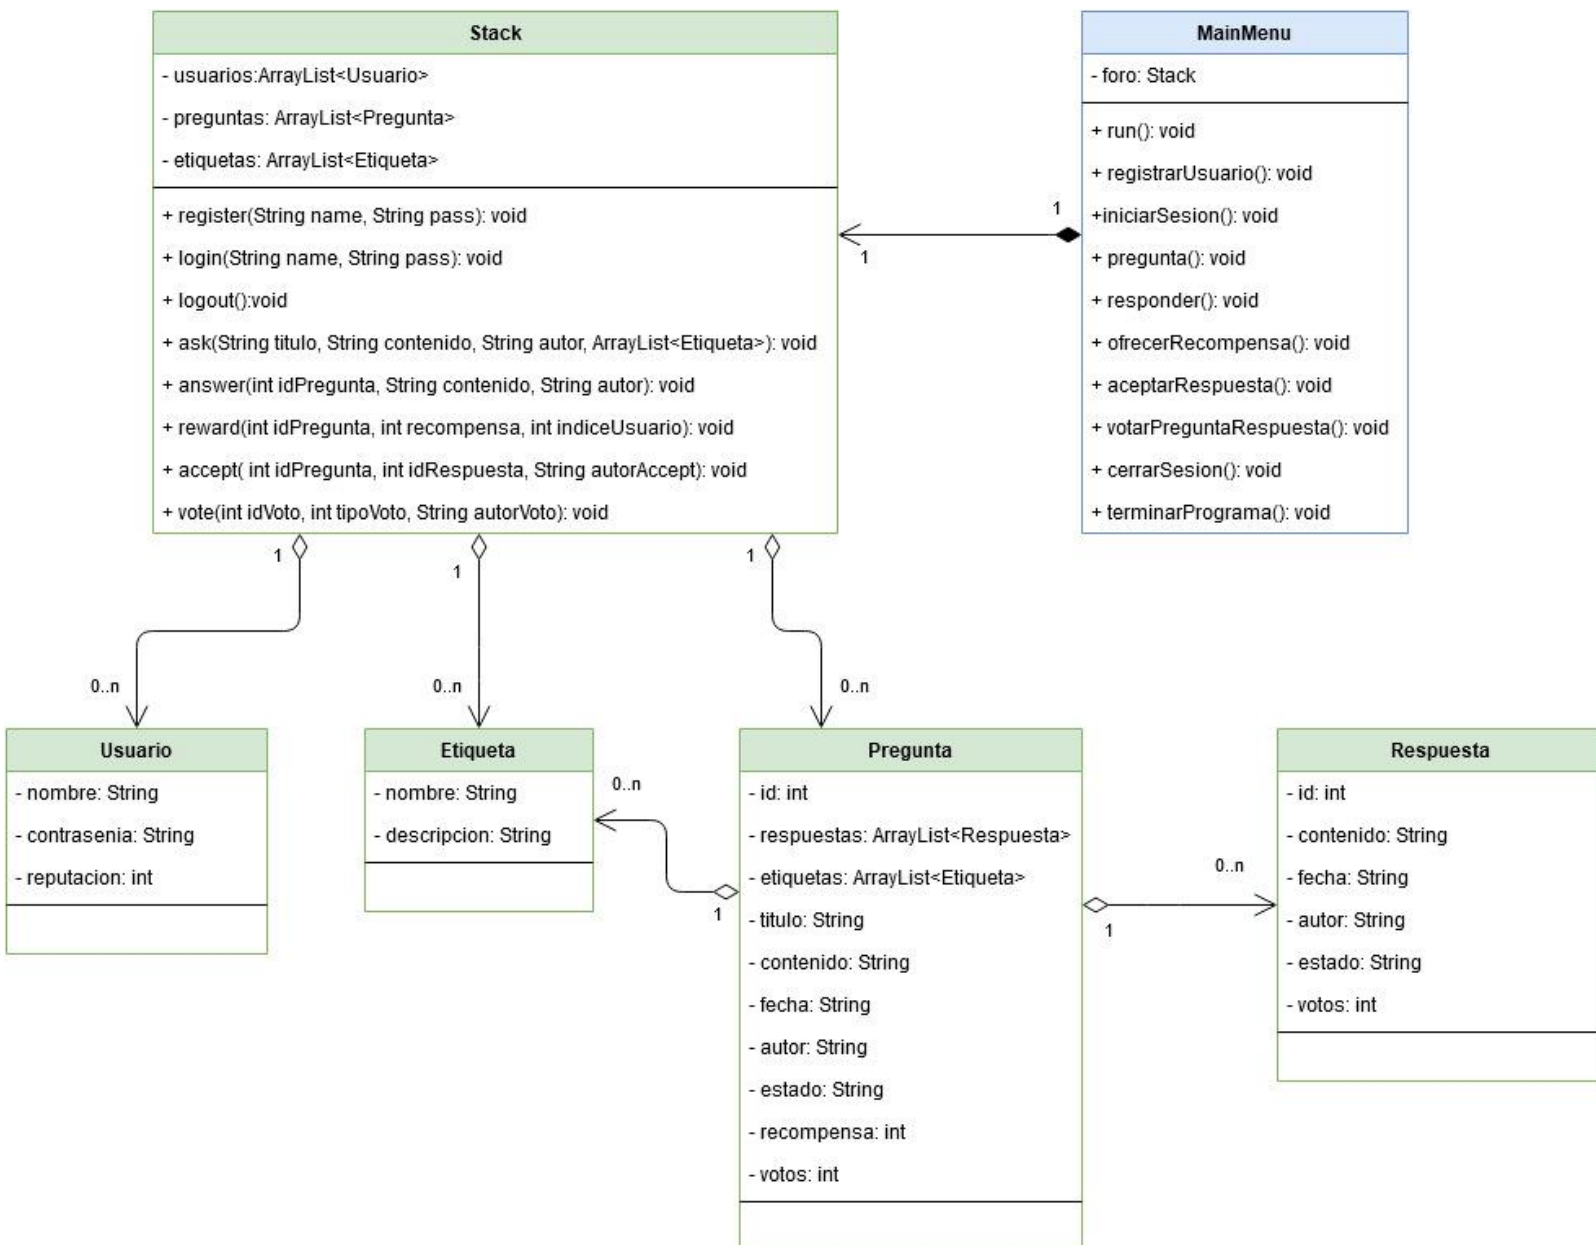 Stack
- usuarios:ArrayList<Usuario>
- preguntas: ArrayList<Pregunta>
- etiquetas: ArrayList<Etiqueta>
+ register(String name, String pass): void
+ login(String name, String pass): void
+ logout():void
+ ask(String titulo, String contenido, String autor, ArrayList<Etiqueta>): void
+ answer(int idPregunta, String contenido, String autor): void
+ reward(int idPregunta, int recompensa, int indiceUsuario): void
+ accept( int idPregunta, int idRespuesta, String autorAccept): void
+ vote(int idVoto, int tipoVoto, String autorVoto): void
MainMenu
- foro: Stack
+ run(): void
+ registrarUsuario(): void
+iniciarSesion(): void
+ pregunta(): void
+ responder(): void
+ ofrecerRecompensa(): void
+ aceptarRespuesta(): void
+ votarPreguntaRespuesta(): void
+ cerrarSesion(): void
+ terminarPrograma(): void
1
1
1
1
1
0..n
0..n
0..n
Usuario
- nombre: String
- contrasenia: String
- reputacion: int
Etiqueta
- nombre: String
- descripcion: String
0..n
1
Pregunta
- id: int
- respuestas: ArrayList<Respuesta>
- etiquetas: ArrayList<Etiqueta>
- titulo: String
- contenido: String
- fecha: String
- autor: String
- estado: String
- recompensa: int
- votos: int
0..n
1
Respuesta
- id: int
- contenido: String
- fecha: String
- autor: String
- estado: String
- votos: int